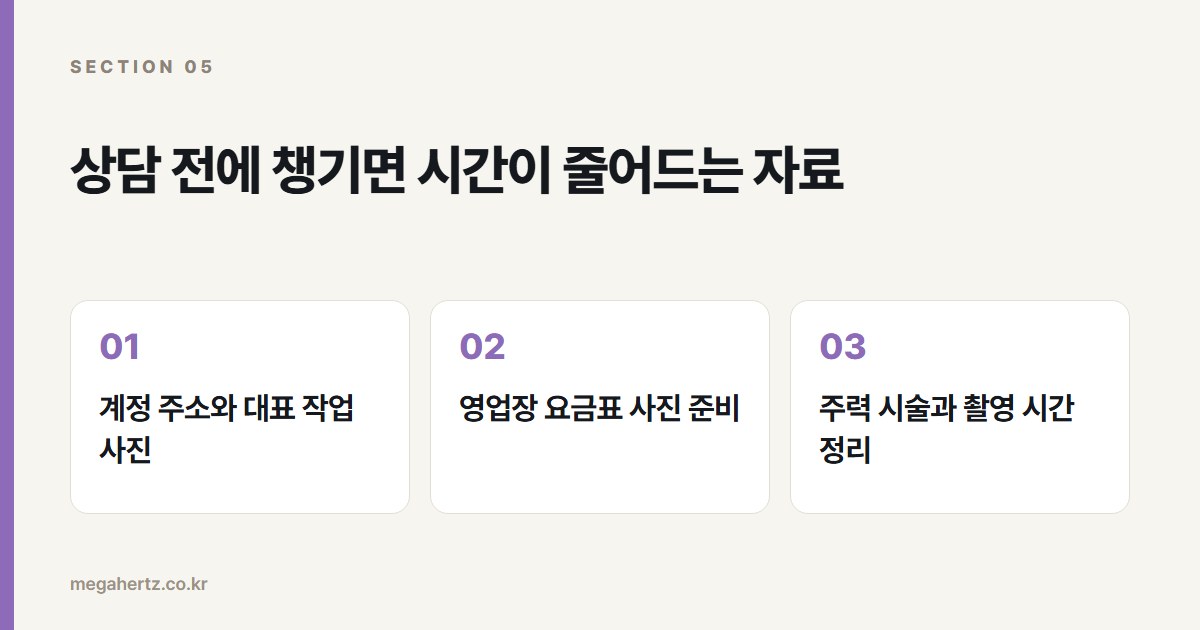 SECTION 05
상담 전에 챙기면 시간이 줄어드는 자료
01
계정 주소와 대표 작업
사진
02
영업장 요금표 사진 준비
03
주력 시술과 촬영 시간
정리
megahertz.co.kr